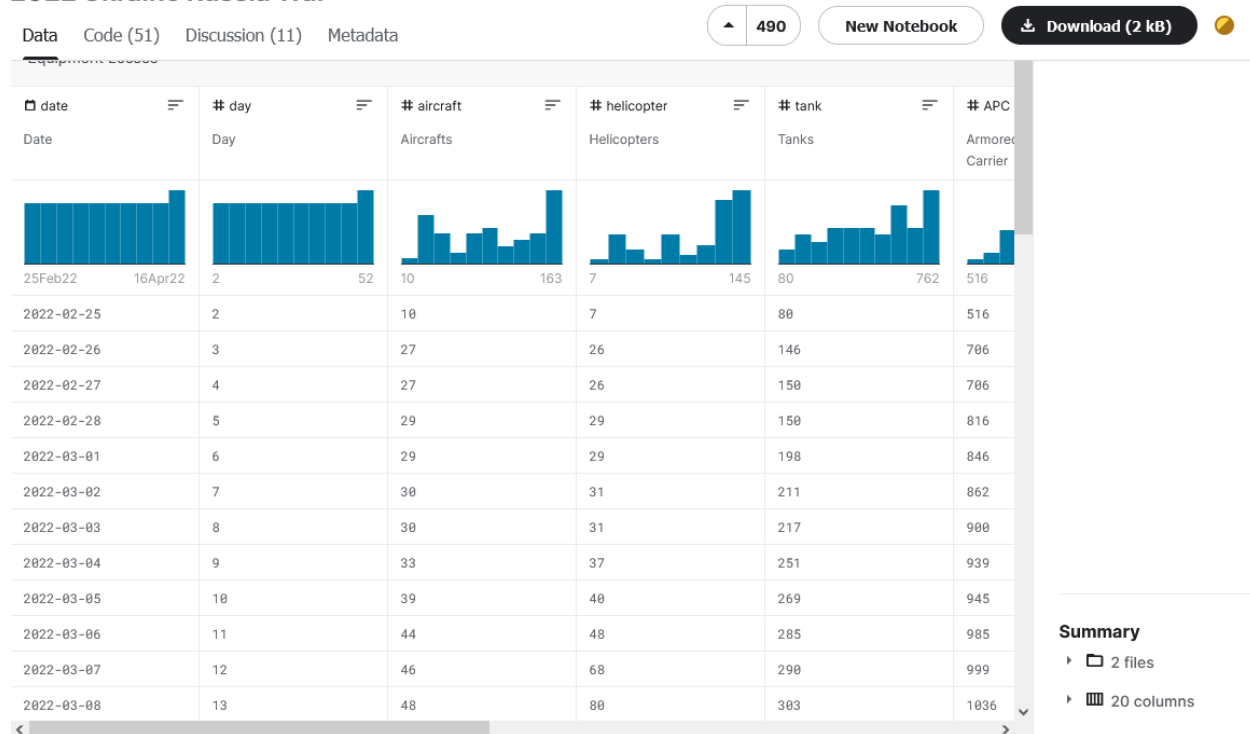 2022 Ukraine Russia War
Data Code (51) Discussion (11) Metadata
490 New Notebook Download (2 kB)
Equipment Losses
date # day # aircraft # helicopter # tank # APC
Date Day Aircrafts Helicopters Tanks Armored
Carrier
25Feb22 16Apr22 2 52 10 163 7 145 80 762 516
2022-02-25 2 10 7 80 516
2022-02-26 3 27 26 146 706
2022-02-27 4 27 26 150 706
2022-02-28 5 29 29 150 816
2022-03-01 6 29 29 198 846
2022-03-02 7 30 31 211 862
2022-03-03 8 30 31 217 900
2022-03-04 9 33 37 251 939
2022-03-05 10 39 40 269 945
2022-03-06 11 44 48 285 985
2022-03-07 12 46 68 290 999
2022-03-08 13 48 80 303 1036
Summary
2 files
20 columns